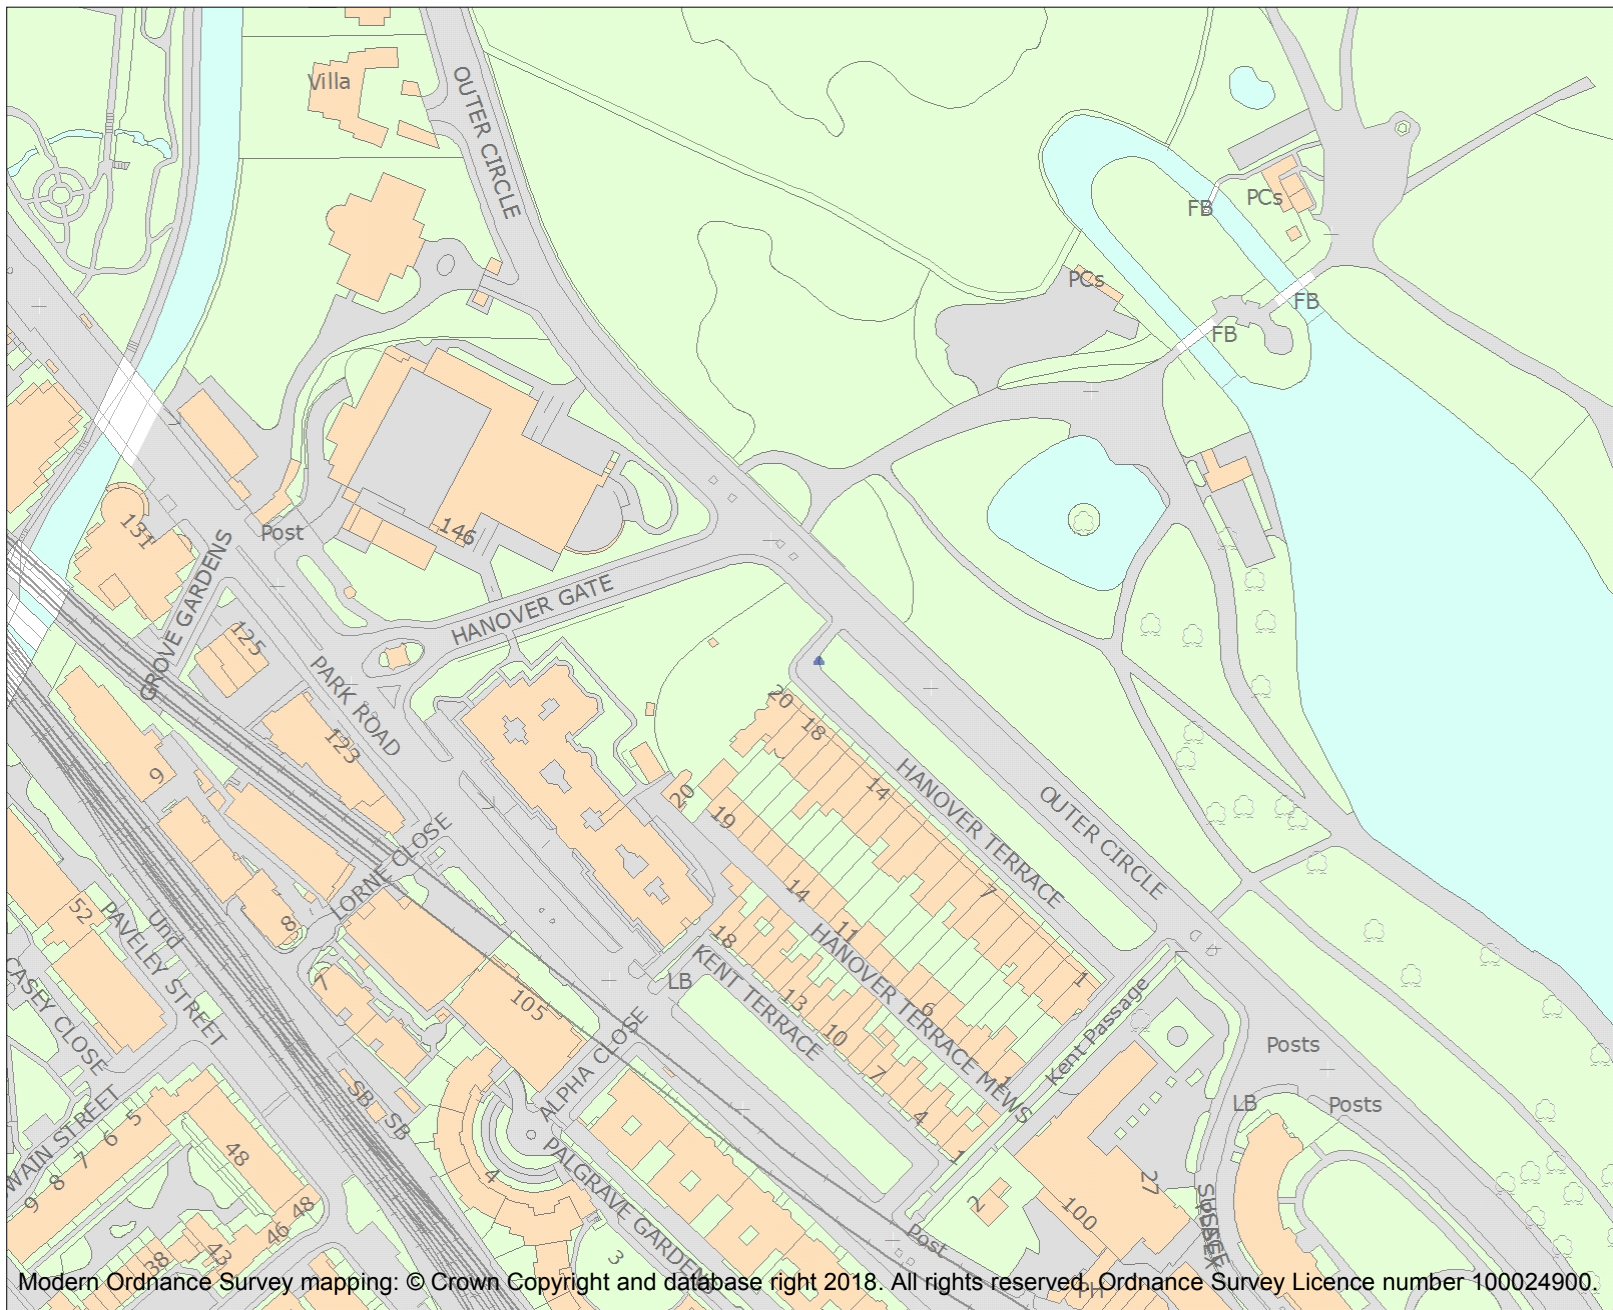 Villa
OUTER CIRCLE
PCs
FB
PCs
FB
FB
131
Post
146
GROVE GARDENS
HANOVER GATE
125
PARK ROAD
123
20
18
14
HANOVER TERRACE
OUTER CIRCLE
7
1
9
20
19
14
11
HANOVER TERRACE MEWS
6
1
LORNE CLOSE
8
52
Und
PAVELEY STREET
CASEY CLOSE
7
105
18
LB
KENT TERRACE
13
10
7
4
1
Kent Passage
ALPHA CLOSE
Posts
LB
Posts
SB
SB
WAIN STREET
5
6
7
8
9
48
48
46
43
38
4
PALGRAVE GARDENS
3
2
Post
100
27
PH
Modern Ordnance Survey mapping: © Crown Copyright and database right 2018. All rights reserved. Ordnance Survey Licence number 100024900.